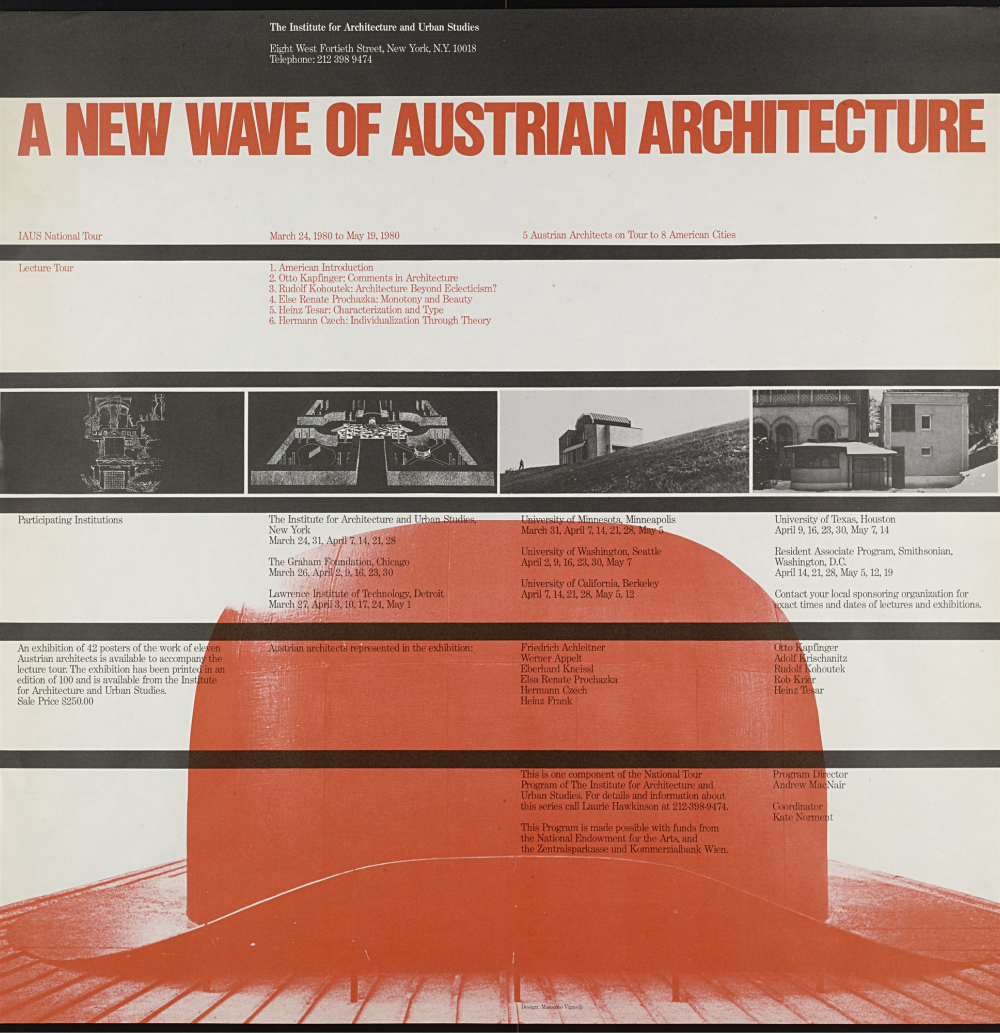 The Institute for Architecture and Urban Studies
Eight West Fortieth Street, New York, N.Y. 10018
Telephone: 212 398 9474
A NEW WAVE OF AUSTRIAN ARCHITECTURE
IAUS National Tour
March 24, 1980 to May 19, 1980
5 Austrian Architects on Tour to 8 American Cities
Lecture Tour
1. American Introduction
2. Otto Kapfinger: Comments in Architecture
3. Rudolf Kohoutek: Architecture Beyond Eclecticism?
4. Else Renate Prochazka: Monotony and Beauty
5. Heinz Tesar: Characterization and Type
6. Hermann Czech: Individualization Through Theory
Participating Institutions
The Institute for Architecture and Urban Studies,
New York
March 24, 31, April 7, 14, 21, 28
The Graham Foundation, Chicago
March 26, April 2, 9, 16, 23, 30
Lawrence Institute of Technology, Detroit
March 27, April 3, 10, 17, 24, May 1
University of Minnesota, Minneapolis
March 31, April 7, 14, 21, 28, May 5
University of Washington, Seattle
April 2, 9, 16, 23, 30, May 7
University of California, Berkeley
April 7, 14, 21, 28, May 5, 12
University of Texas, Houston
April 9, 16, 23, 30, May 7, 14
Resident Associate Program, Smithsonian,
Washington, D.C.
April 14, 21, 28, May 5, 12, 19
Contact your local sponsoring organization for
exact times and dates of lectures and exhibitions.
An exhibition of 42 posters of the work of eleven
Austrian architects is available to accompany the
lecture tour. The exhibition has been printed in an
edition of 100 and is available from the Institute
for Architecture and Urban Studies.
Sale Price $250.00
Austrian architects represented in the exhibition:
Friedrich Achleitner
Werner Appelt
Eberhard Kneissl
Elsa Renate Prochazka
Hermann Czech
Heinz Frank
Otto Kapfinger
Adolf Krischanitz
Rudolf Kohoutek
Rob Krier
Heinz Tesar
This is one component of the National Tour
Program of The Institute for Architecture and
Urban Studies. For details and information about
this series call Laurie Hawkinson at 212-398-9474.
This Program is made possible with funds from
the National Endowment for the Arts, and
the Zentralsparkasse und Kommerzialbank Wien.
Program Director
Andrew MacNair
Coordinator
Kate Norment
Design: Massimo Vignelli